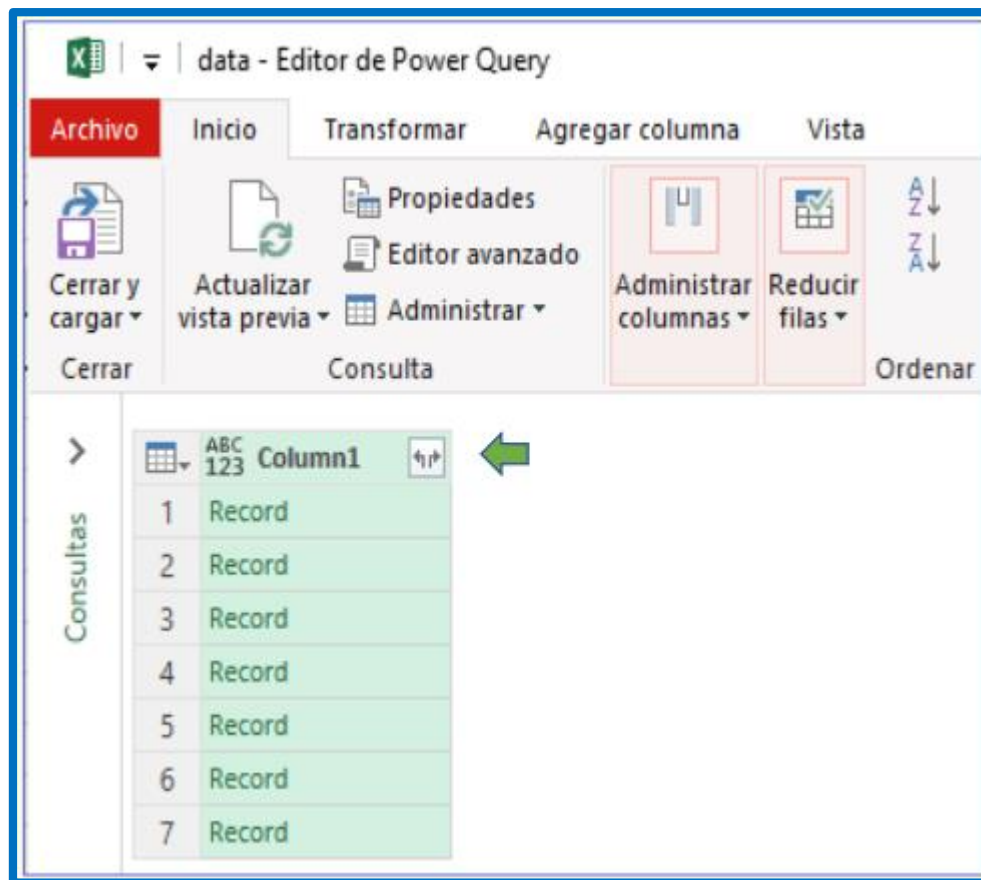 data - Editor de Power Query
Archivo Inicio Transformar Agregar columna Vista
Propiedades
Editor avanzado
Administrar
Cerrar y cargar
Actualizar vista previa
Administrar columnas
Reducir filas
A Z
Z A
Cerrar Consulta Ordenar
Consultas
ABC 123 Column1
1 Record
2 Record
3 Record
4 Record
5 Record
6 Record
7 Record